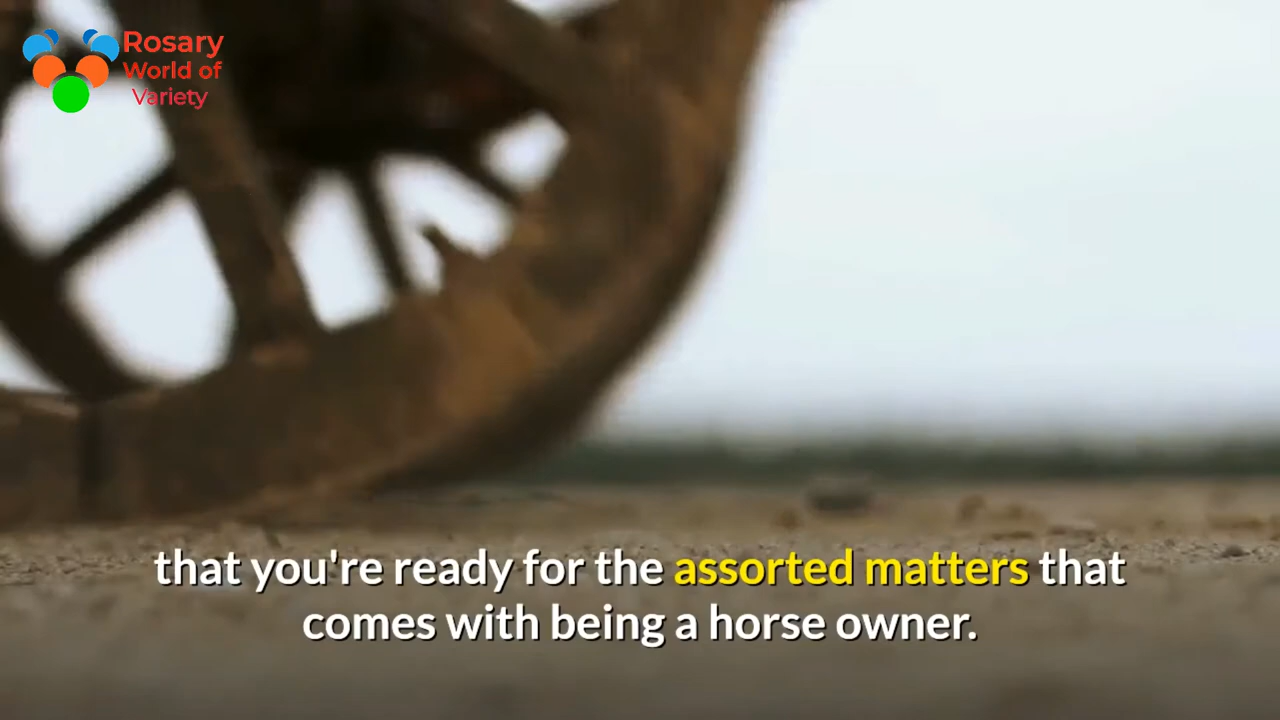 Rosary
World of
Variety
that you're ready for the assorted matters that
comes with being a horse owner.